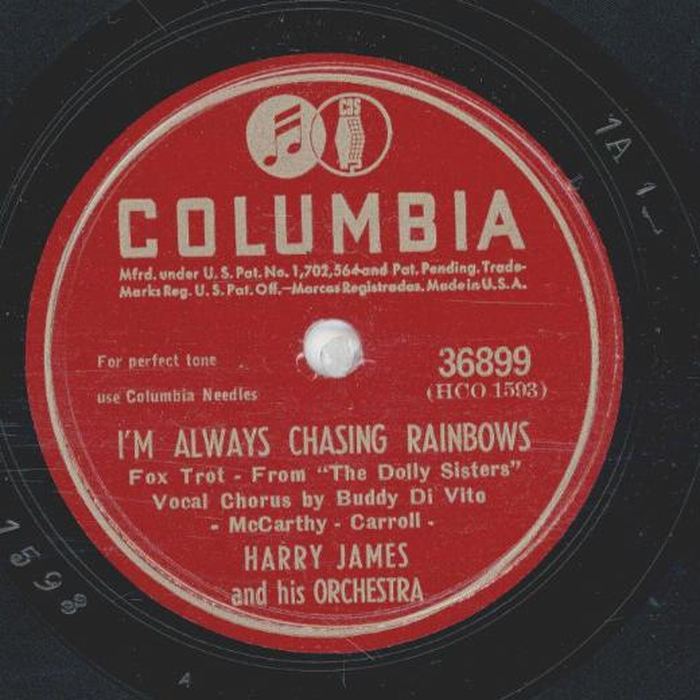 CBS
COLUMBIA
Mfrd. under U.S. Pat. No. 1,702,564 and Pat. Pending. Trade-
Marks Reg. U.S. Pat. Off.—Marcas Registradas. Made in U.S.A.
For perfect tone
use Columbia Needles
36899
(HCO 1593)
I'M ALWAYS CHASING RAINBOWS
Fox Trot - From "The Dolly Sisters"
Vocal Chorus by Buddy Di Vito
- McCarthy - Carroll -
HARRY JAMES
and his ORCHESTRA
1A 1
1593
A